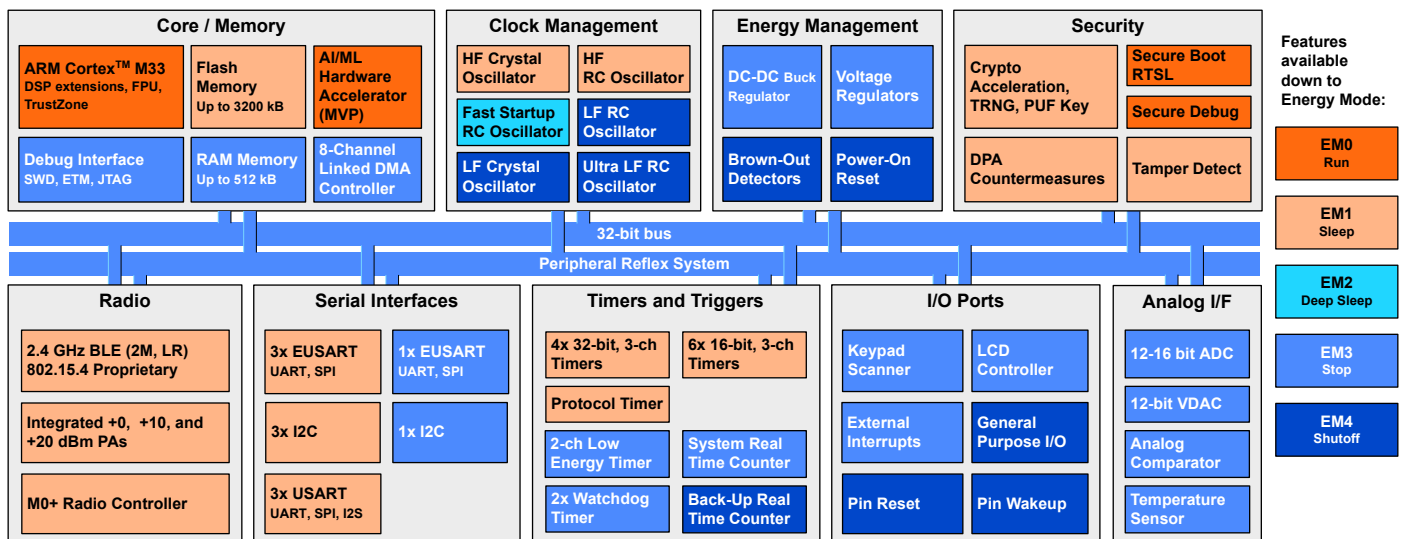 Core / Memory
ARM Cortex™ M33
DSP extensions, FPU,
TrustZone
Flash
Memory
Up to 3200 kB
AI/ML
Hardware
Accelerator
(MVP)
Debug Interface
SWD, ETM, JTAG
RAM Memory
Up to 512 kB
8-Channel
Linked DMA
Controller
Clock Management
HF Crystal
Oscillator
HF
RC Oscillator
Fast Startup
RC Oscillator
LF RC
Oscillator
LF Crystal
Oscillator
Ultra LF RC
Oscillator
Energy Management
DC-DC Buck
Regulator
Voltage
Regulators
Brown-Out
Detectors
Power-On
Reset
Security
Crypto
Acceleration,
TRNG, PUF Key
Secure Boot
RTSL
Secure Debug
DPA
Countermeasures
Tamper Detect
32-bit bus
Peripheral Reflex System
Radio
2.4 GHz BLE (2M, LR)
802.15.4 Proprietary
Integrated +0, +10, and
+20 dBm PAs
M0+ Radio Controller
Serial Interfaces
3x EUSART
UART, SPI
1x EUSART
UART, SPI
3x I2C
1x I2C
3x USART
UART, SPI, I2S
Timers and Triggers
4x 32-bit, 3-ch
Timers
6x 16-bit, 3-ch
Timers
Protocol Timer
2-ch Low
Energy Timer
System Real
Time Counter
2x Watchdog
Timer
Back-Up Real
Time Counter
I/O Ports
Keypad
Scanner
LCD
Controller
External
Interrupts
General
Purpose I/O
Pin Reset
Pin Wakeup
Analog I/F
12-16 bit ADC
12-bit VDAC
Analog
Comparator
Temperature
Sensor
Features
available
down to
Energy Mode:
EM0
Run
EM1
Sleep
EM2
Deep Sleep
EM3
Stop
EM4
Shutoff